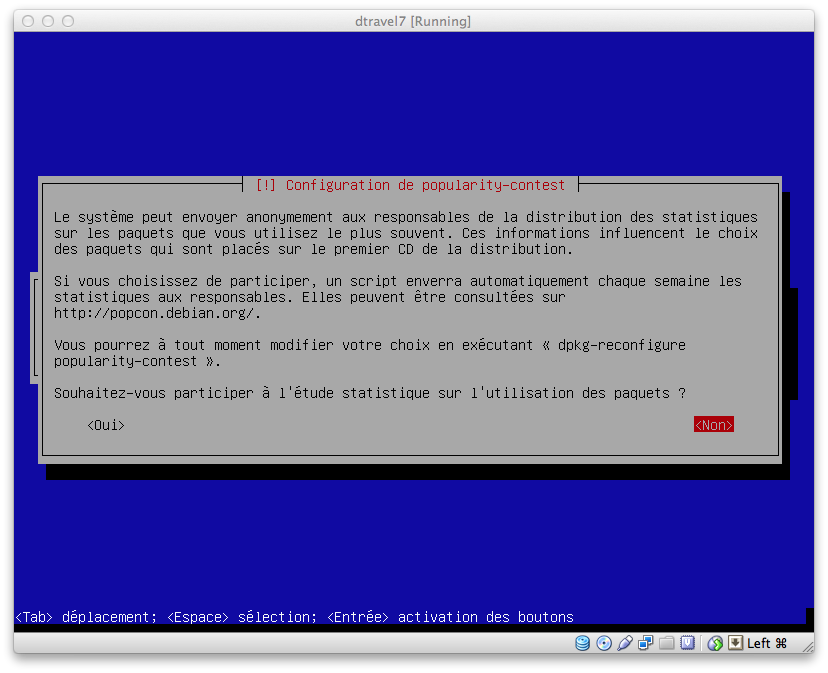 dtravel7 [Running]
[!] Configuration de popularity-contest
Le système peut envoyer anonymement aux responsables de la distribution des statistiques
sur les paquets que vous utilisez le plus souvent. Ces informations influencent le choix
des paquets qui sont placés sur le premier CD de la distribution.
Si vous choisissez de participer, un script enverra automatiquement chaque semaine les
statistiques aux responsables. Elles peuvent être consultées sur
http://popcon.debian.org/.
Vous pourrez à tout moment modifier votre choix en exécutant « dpkg-reconfigure
popularity-contest ».
Souhaitez-vous participer à l'étude statistique sur l'utilisation des paquets ?
<Oui> <Non>
<Tab> déplacement; <Espace> sélection; <Entrée> activation des boutons
Left ⌘